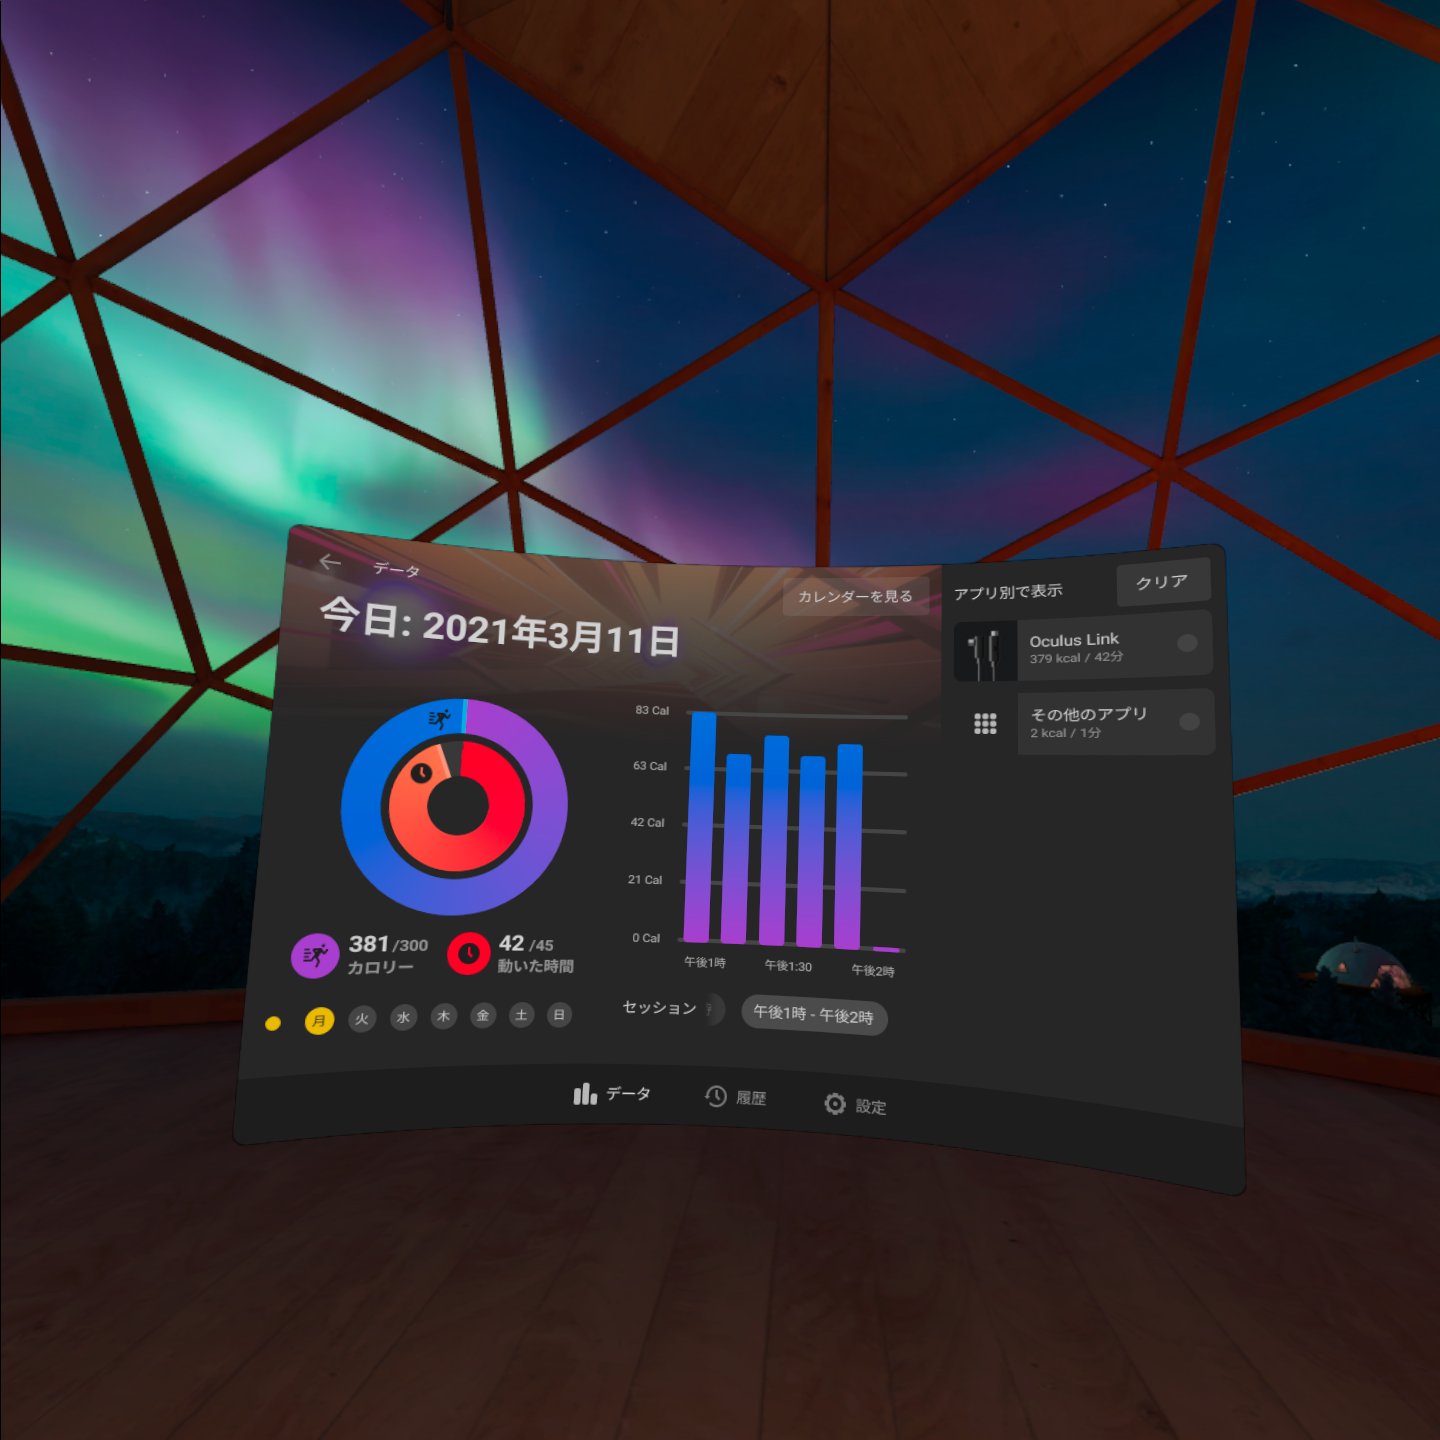 データ
今日: 2021年3月11日
カレンダーを見る
381/300
カロリー
42/45
動いた時間
月 火 水 木 金 土 日
83 Cal
63 Cal
42 Cal
21 Cal
0 Cal
午後1時 午後1:30 午後2時
セッション 午後1時 - 午後2時
アプリ別で表示
クリア
Oculus Link
379 kcal / 42分
その他のアプリ
2 kcal / 1分
データ 履歴 設定